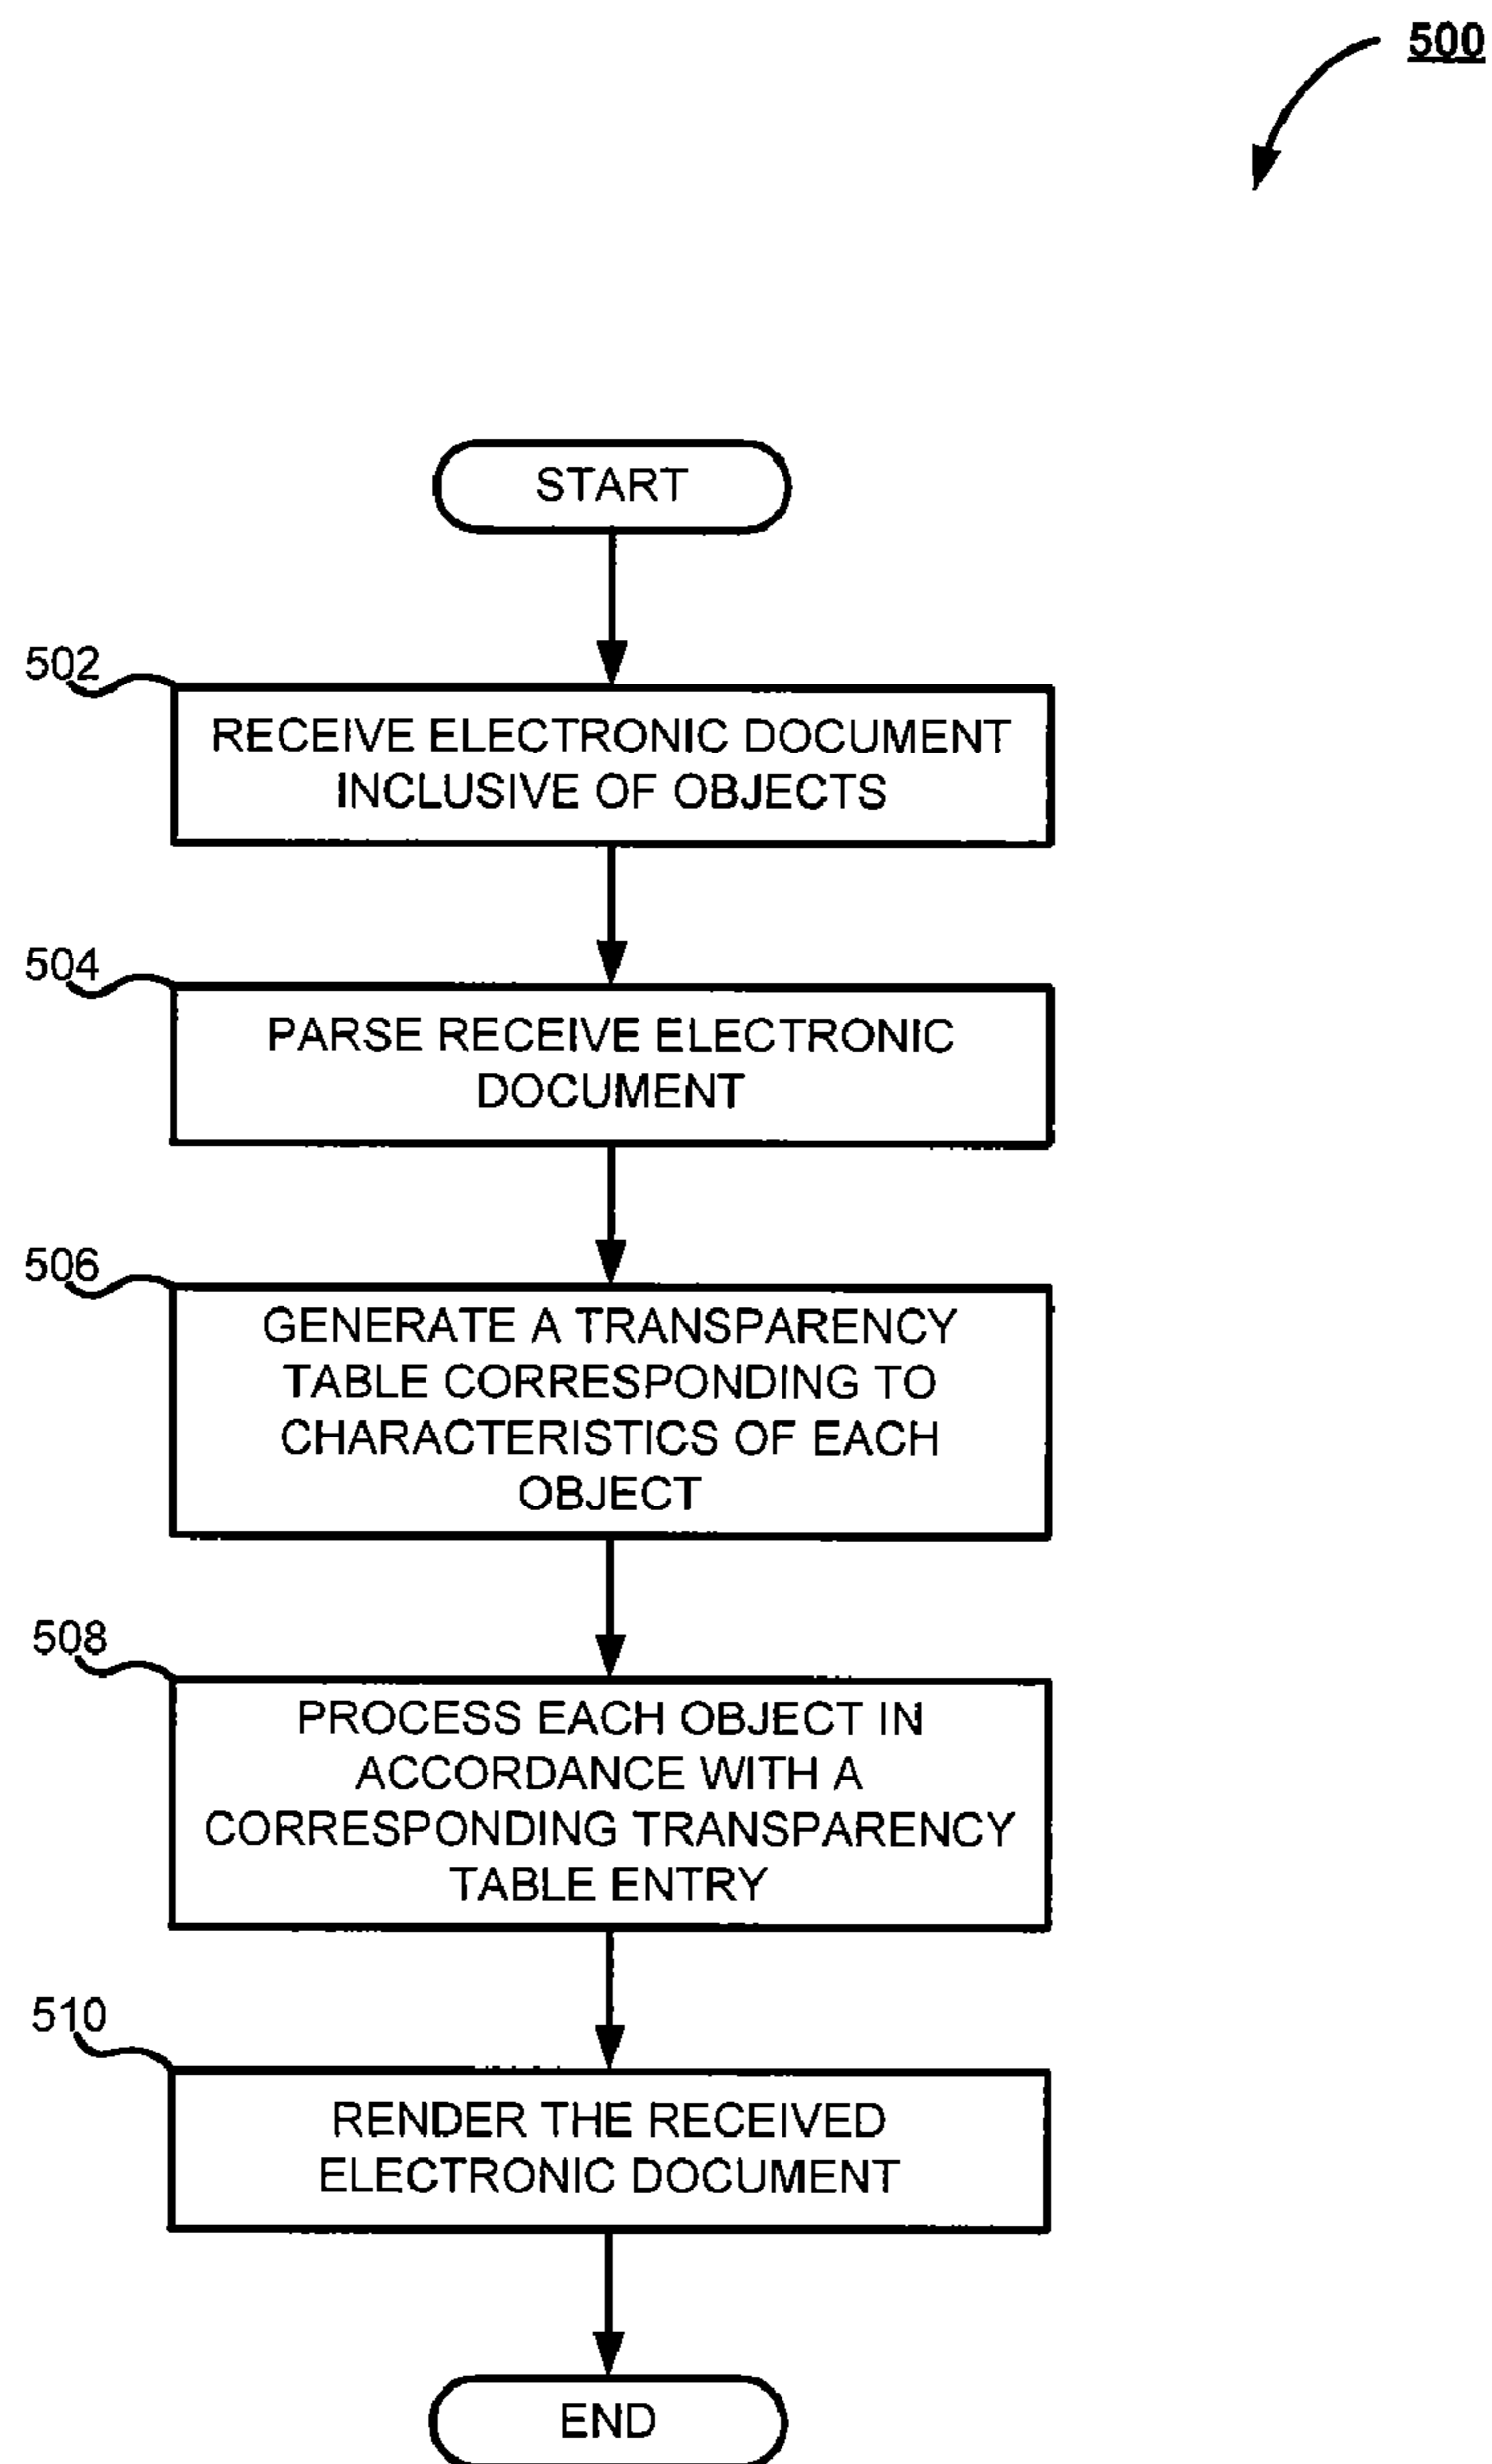 500
START
502
RECEIVE ELECTRONIC DOCUMENT
INCLUSIVE OF OBJECTS
504
PARSE RECEIVE ELECTRONIC
DOCUMENT
506
GENERATE A TRANSPARENCY
TABLE CORRESPONDING TO
CHARACTERISTICS OF EACH
OBJECT
508
PROCESS EACH OBJECT IN
ACCORDANCE WITH A
CORRESPONDING TRANSPARENCY
TABLE ENTRY
510
RENDER THE RECEIVED
ELECTRONIC DOCUMENT
END